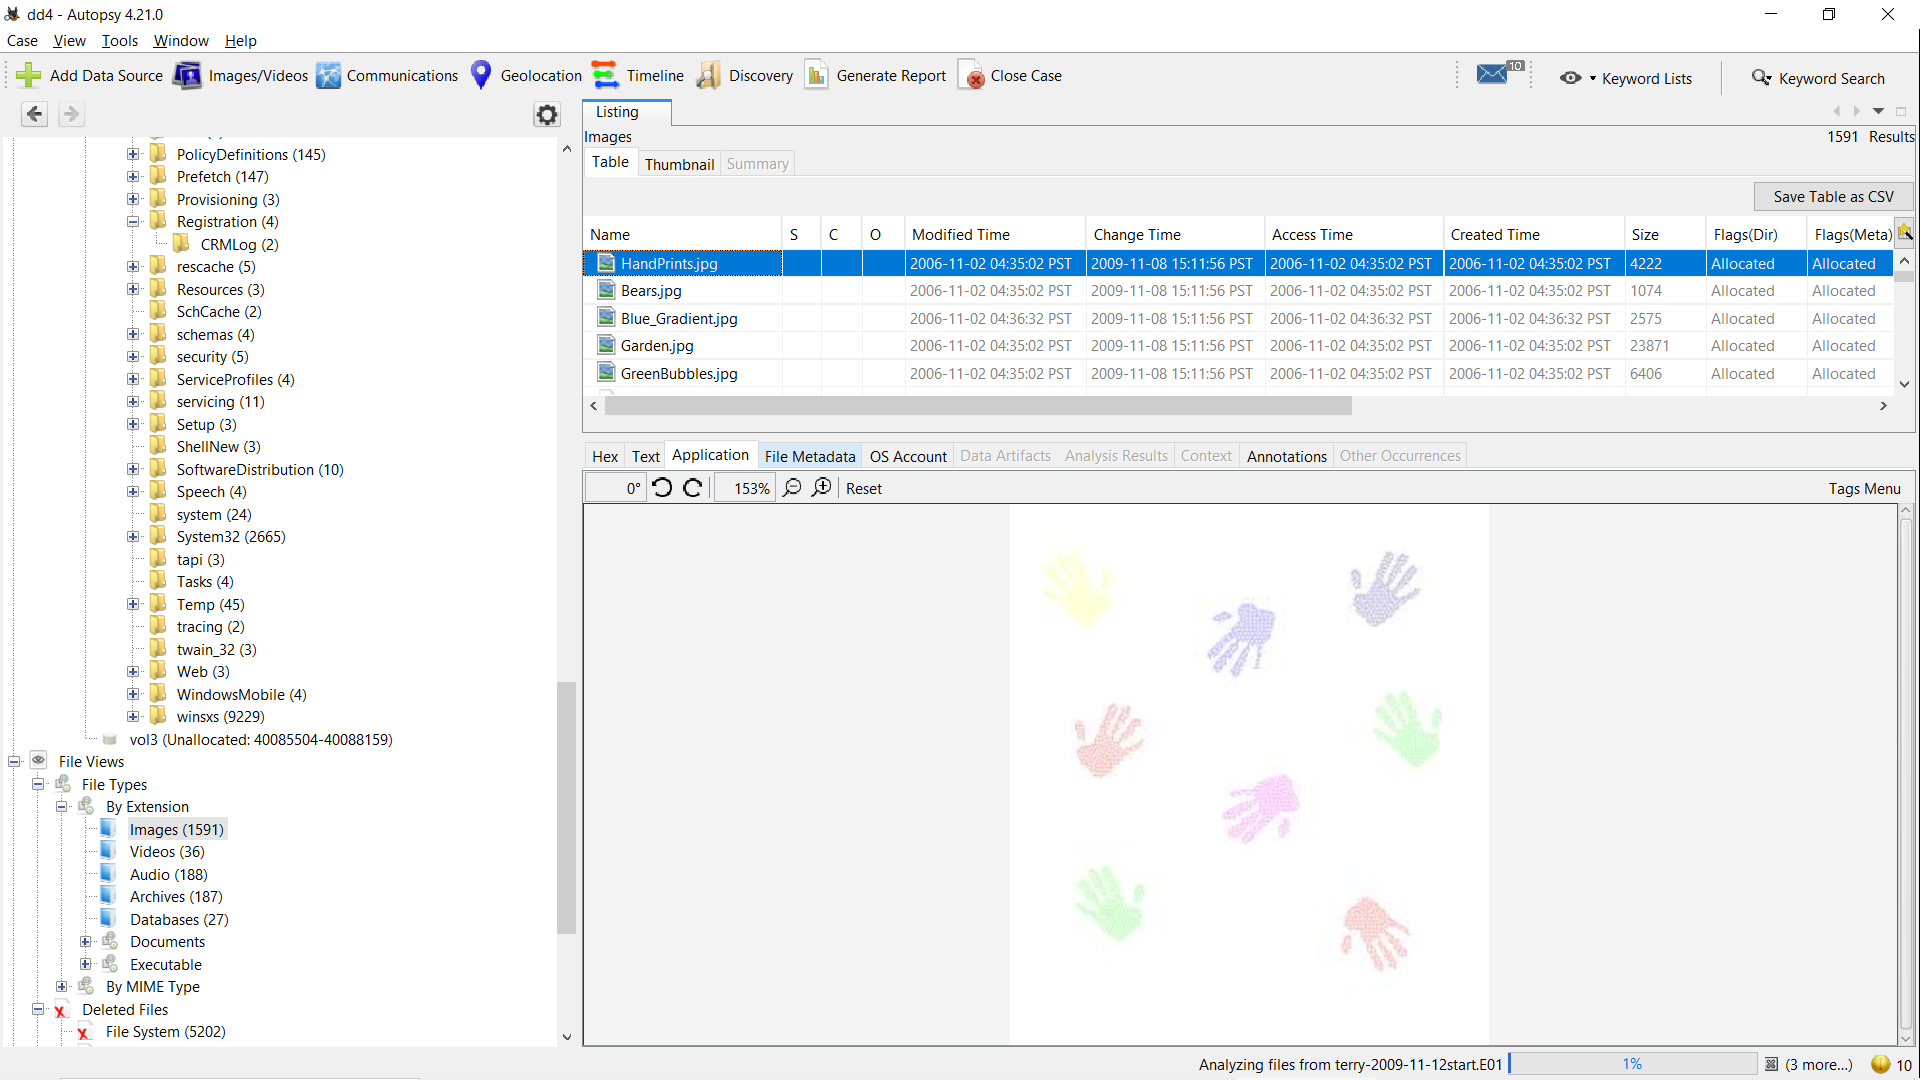 dd4 - Autopsy 4.21.0
Case View Tools Window Help
Add Data Source Images/Videos Communications Geolocation Timeline Discovery Generate Report Close Case 10 Keyword Lists Keyword Search
Listing
Images 1591 Results
Table Thumbnail Summary
Save Table as CSV
Name S C O Modified Time Change Time Access Time Created Time Size Flags(Dir) Flags(Meta)
HandPrints.jpg 2006-11-02 04:35:02 PST 2009-11-08 15:11:56 PST 2006-11-02 04:35:02 PST 2006-11-02 04:35:02 PST 4222 Allocated Allocated
Bears.jpg 2006-11-02 04:35:02 PST 2009-11-08 15:11:56 PST 2006-11-02 04:35:02 PST 2006-11-02 04:35:02 PST 1074 Allocated Allocated
Blue_Gradient.jpg 2006-11-02 04:36:32 PST 2009-11-08 15:11:56 PST 2006-11-02 04:36:32 PST 2006-11-02 04:36:32 PST 2575 Allocated Allocated
Garden.jpg 2006-11-02 04:35:02 PST 2009-11-08 15:11:56 PST 2006-11-02 04:35:02 PST 2006-11-02 04:35:02 PST 23871 Allocated Allocated
GreenBubbles.jpg 2006-11-02 04:35:02 PST 2009-11-08 15:11:56 PST 2006-11-02 04:35:02 PST 2006-11-02 04:35:02 PST 6406 Allocated Allocated
Hex Text Application File Metadata OS Account Data Artifacts Analysis Results Context Annotations Other Occurrences
0° 153% Reset Tags Menu
PolicyDefinitions (145)
Prefetch (147)
Provisioning (3)
Registration (4)
CRMLog (2)
rescache (5)
Resources (3)
SchCache (2)
schemas (4)
security (5)
ServiceProfiles (4)
servicing (11)
Setup (3)
ShellNew (3)
SoftwareDistribution (10)
Speech (4)
system (24)
System32 (2665)
tapi (3)
Tasks (4)
Temp (45)
tracing (2)
twain_32 (3)
Web (3)
WindowsMobile (4)
winsxs (9229)
vol3 (Unallocated: 40085504-40088159)
File Views
File Types
By Extension
Images (1591)
Videos (36)
Audio (188)
Archives (187)
Databases (27)
Documents
Executable
By MIME Type
Deleted Files
File System (5202)
Analyzing files from terry-2009-11-12start.E01 1% (3 more...) 10